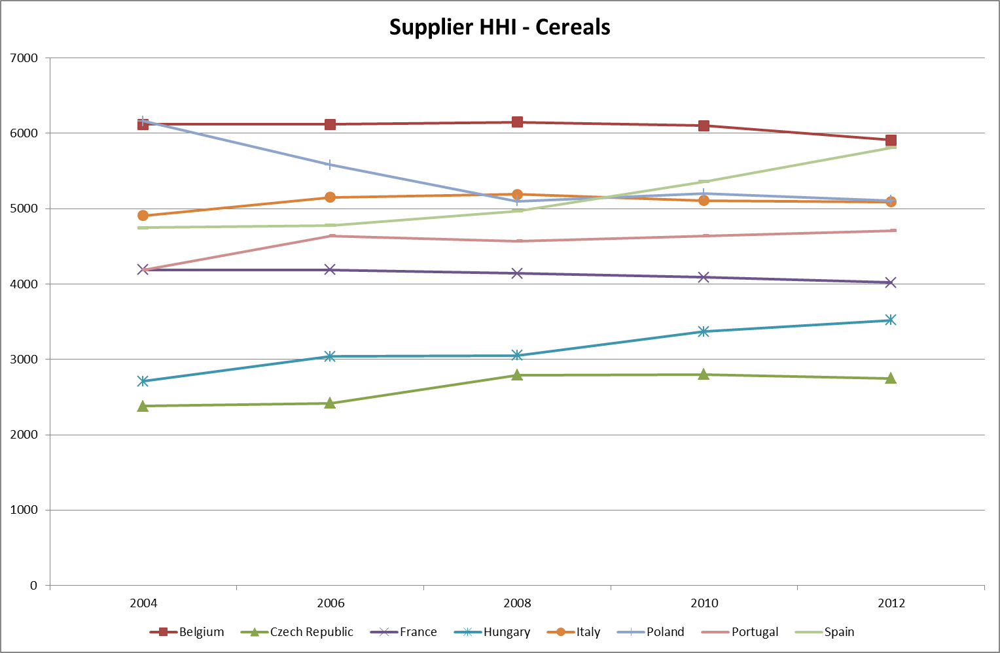 Supplier HHI - Cereals
7000
6000
5000
4000
3000
2000
1000
0
2004 2006 2008 2010 2012
Belgium Czech Republic France Hungary Italy Poland Portugal Spain